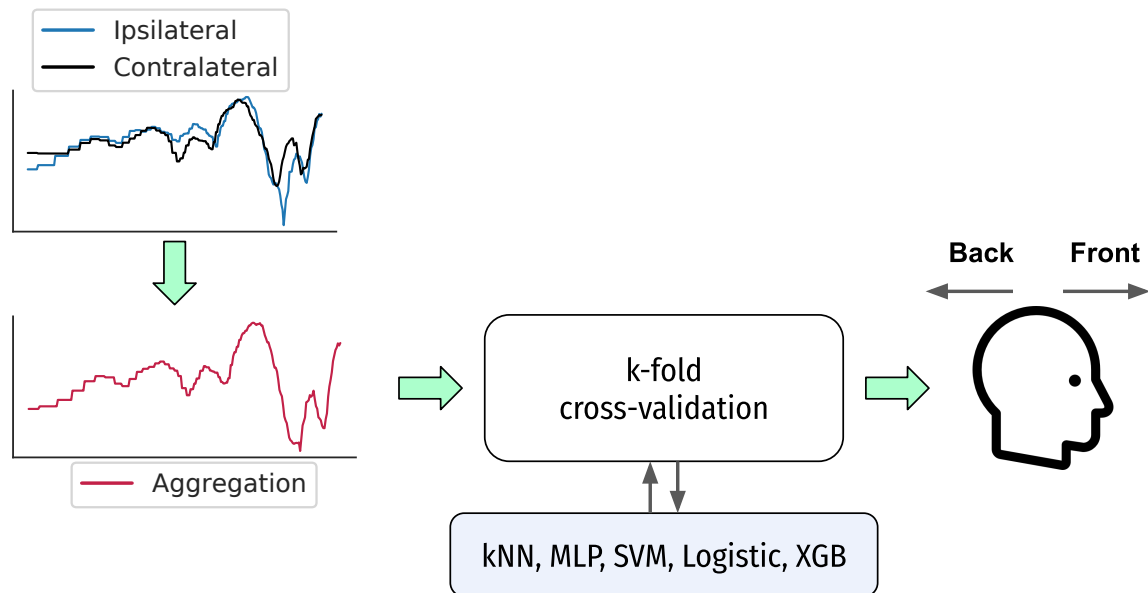 Ipsilateral
Contralateral
Back Front
k-fold
cross-validation
Aggregation
kNN, MLP, SVM, Logistic, XGB